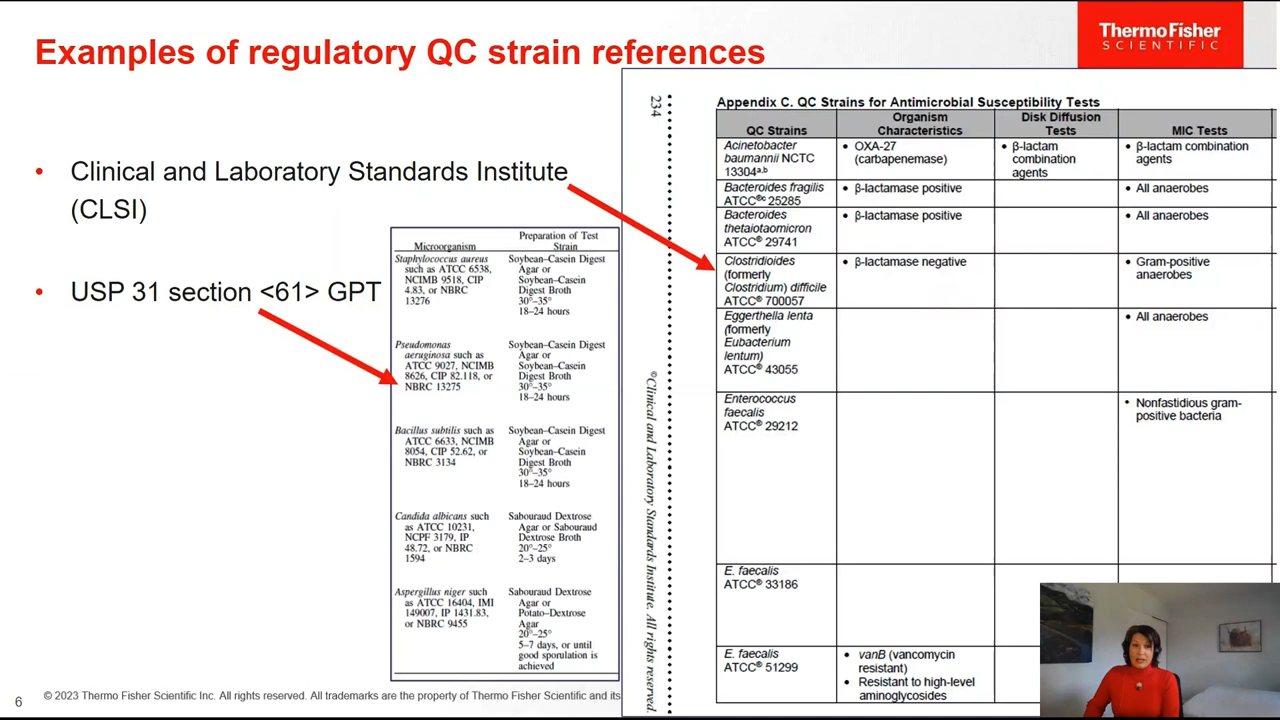 Examples of regulatory QC strain references
ThermoFisher
SCIENTIFIC
• Clinical and Laboratory Standards Institute
(CLSI)
• USP 31 section <61> GPT
Microorganism
Preparation of Test
Strain
Staphylococcus aureus
such as ATCC 6538,
NCIMB 9518, CIP
4.83, or NBRC
13276
Soybean–Casein Digest
Agar or
Soybean–Casein
Digest Broth
30°–35°
18–24 hours
Pseudomonas
aeruginosa such as
ATCC 9027, NCIMB
8626, CIP 82.118, or
NBRC 13275
Soybean–Casein Digest
Agar or
Soybean–Casein
Digest Broth
30°–35°
18–24 hours
Bacillus subtilis such as
ATCC 6633, NCIMB
8054, CIP 52.62, or
NBRC 3134
Soybean–Casein Digest
Agar or
Soybean–Casein
Digest Broth
30°–35°
18–24 hours
Candida albicans such
as ATCC 10231,
NCPF 3179, IP
48.72, or NBRC
1594
Sabouraud Dextrose
Agar or Sabouraud
Dextrose Broth
20°–25°
2–3 days
Aspergillus niger such
as ATCC 16404, IMI
149007, IP 1431.83,
or NBRC 9455
Sabouraud Dextrose
Agar or
Potato–Dextrose
Agar
20°–25°
5–7 days, or until
good sporulation is
achieved
234
©Clinical and Laboratory Standards Institute. All rights reserved.
Appendix C. QC Strains for Antimicrobial Susceptibility Tests
QC Strains
Organism
Characteristics
Disk Diffusion
Tests
MIC Tests
Acinetobacter
baumannii NCTC
13304a,b
• OXA-27
(carbapenemase)
• β-lactam
combination
agents
• β-lactam combination
agents
Bacteroides fragilis
ATCC®c 25285
• β-lactamase positive
• All anaerobes
Bacteroides
thetaiotaomicron
ATCC® 29741
• β-lactamase positive
• All anaerobes
Clostridioides
(formerly
Clostridium) difficile
ATCC® 700057
• β-lactamase negative
• Gram-positive
anaerobes
Eggerthella lenta
(formerly
Eubacterium
lentum)
ATCC® 43055
• All anaerobes
Enterococcus
faecalis
ATCC® 29212
• Nonfastidious gram-
positive bacteria
E. faecalis
ATCC® 33186
E. faecalis
ATCC® 51299
• vanB (vancomycin
resistant)
• Resistant to high-level
aminoglycosides
6
© 2023 Thermo Fisher Scientific Inc. All rights reserved. All trademarks are the property of Thermo Fisher Scientific and its